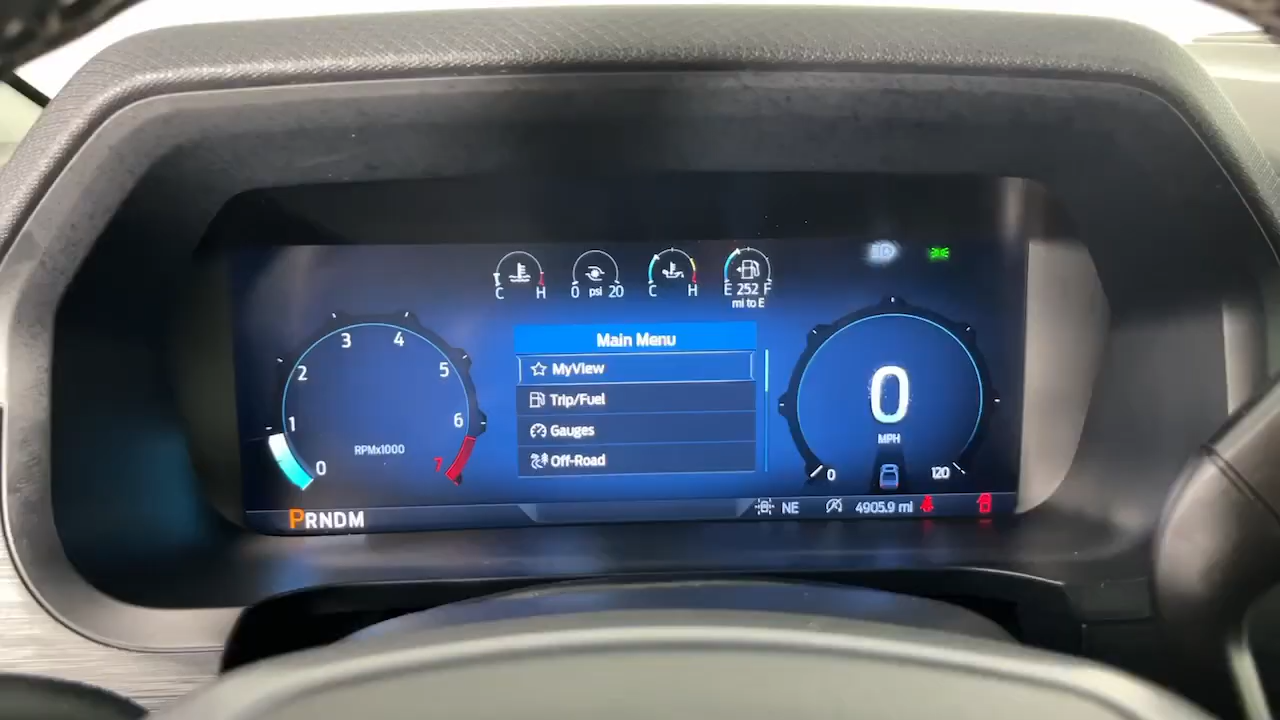 C H
0 psi 20
C H
E 252 F
mi to E
0 1 2 3 4 5 6 7
RPMx1000
Main Menu
MyView
Trip/Fuel
Gauges
Off-Road
0
MPH
0 120
PRNDM
NE
4905.9 mi